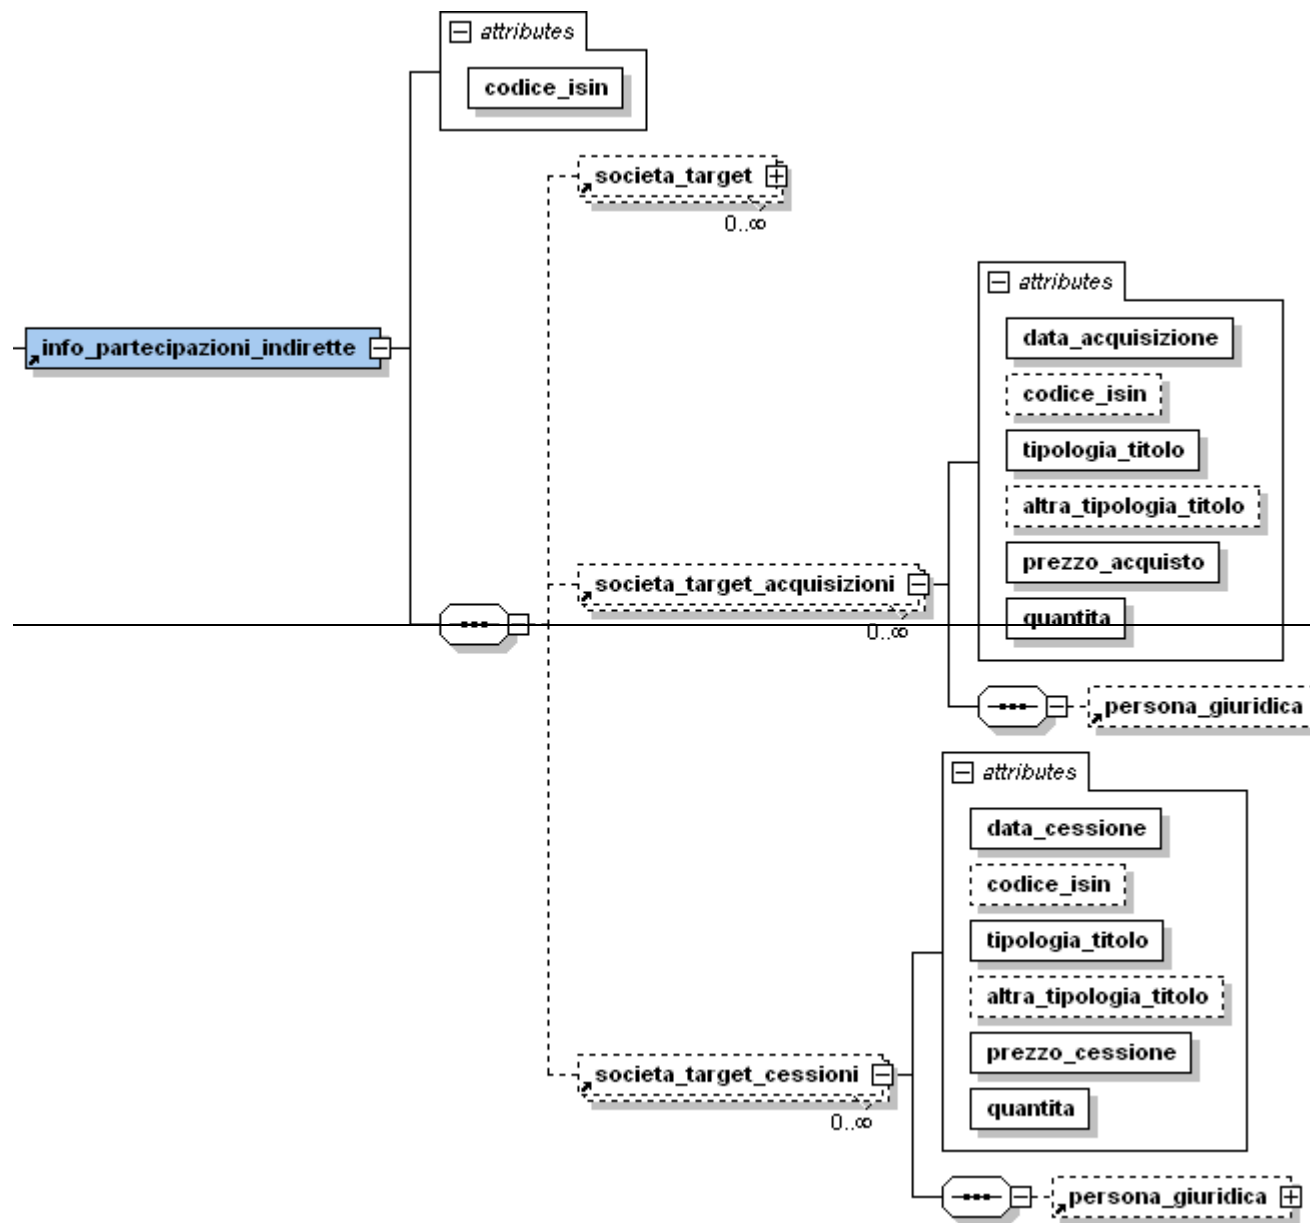 attributes
codice_isin
societa_target
0..∞
info_partecipazioni_indirette
attributes
data_acquisizione
codice_isin
tipologia_titolo
altra_tipologia_titolo
prezzo_acquisto
quantita
societa_target_acquisizioni
0..∞
persona_giuridica
attributes
data_cessione
codice_isin
tipologia_titolo
altra_tipologia_titolo
prezzo_cessione
quantita
societa_target_cessioni
0..∞
persona_giuridica